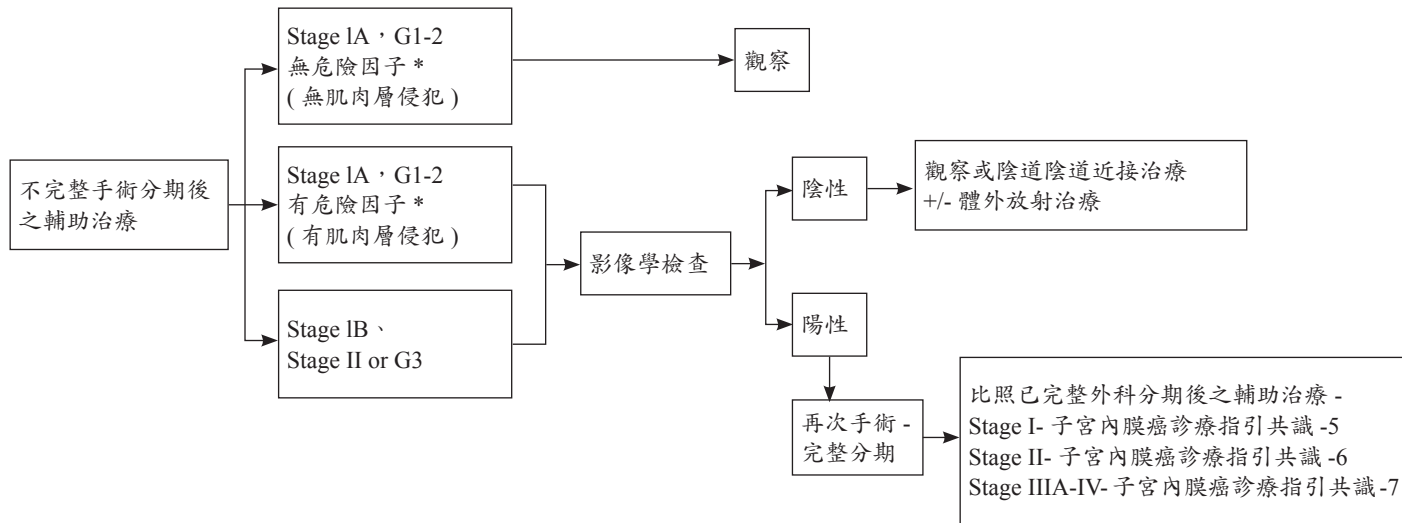 不完整手術分期後
之輔助治療
Stage lA，G1-2
無危險因子 *
( 無肌肉層侵犯 )
觀察
Stage lA，G1-2
有危險因子 *
( 有肌肉層侵犯 )
Stage lB、
Stage II or G3
影像學檢查
陰性
觀察或陰道陰道近接治療
+/- 體外放射治療
陽性
再次手術 -
完整分期
比照已完整外科分期後之輔助治療 -
Stage I- 子宮內膜癌診療指引共識 -5
Stage II- 子宮內膜癌診療指引共識 -6
Stage IIIA-IV- 子宮內膜癌診療指引共識 -7